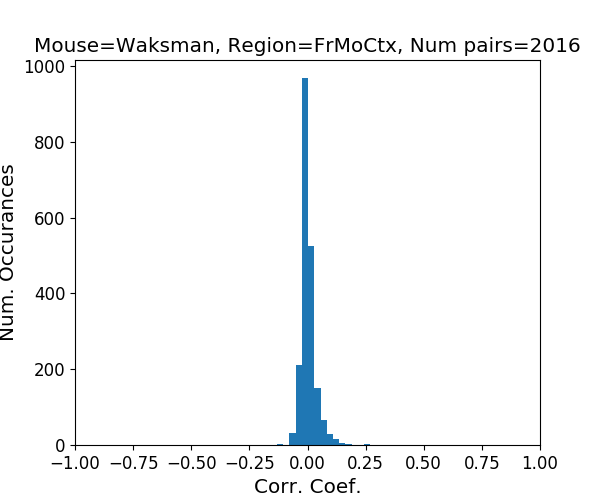 Mouse=Waksman, Region=FrMoCtx, Num pairs=2016
1000
800
600
400
200
0
Num. Occurances
−1.00 −0.75 −0.50 −0.25 0.00 0.25 0.50 0.75 1.00
Corr. Coef.